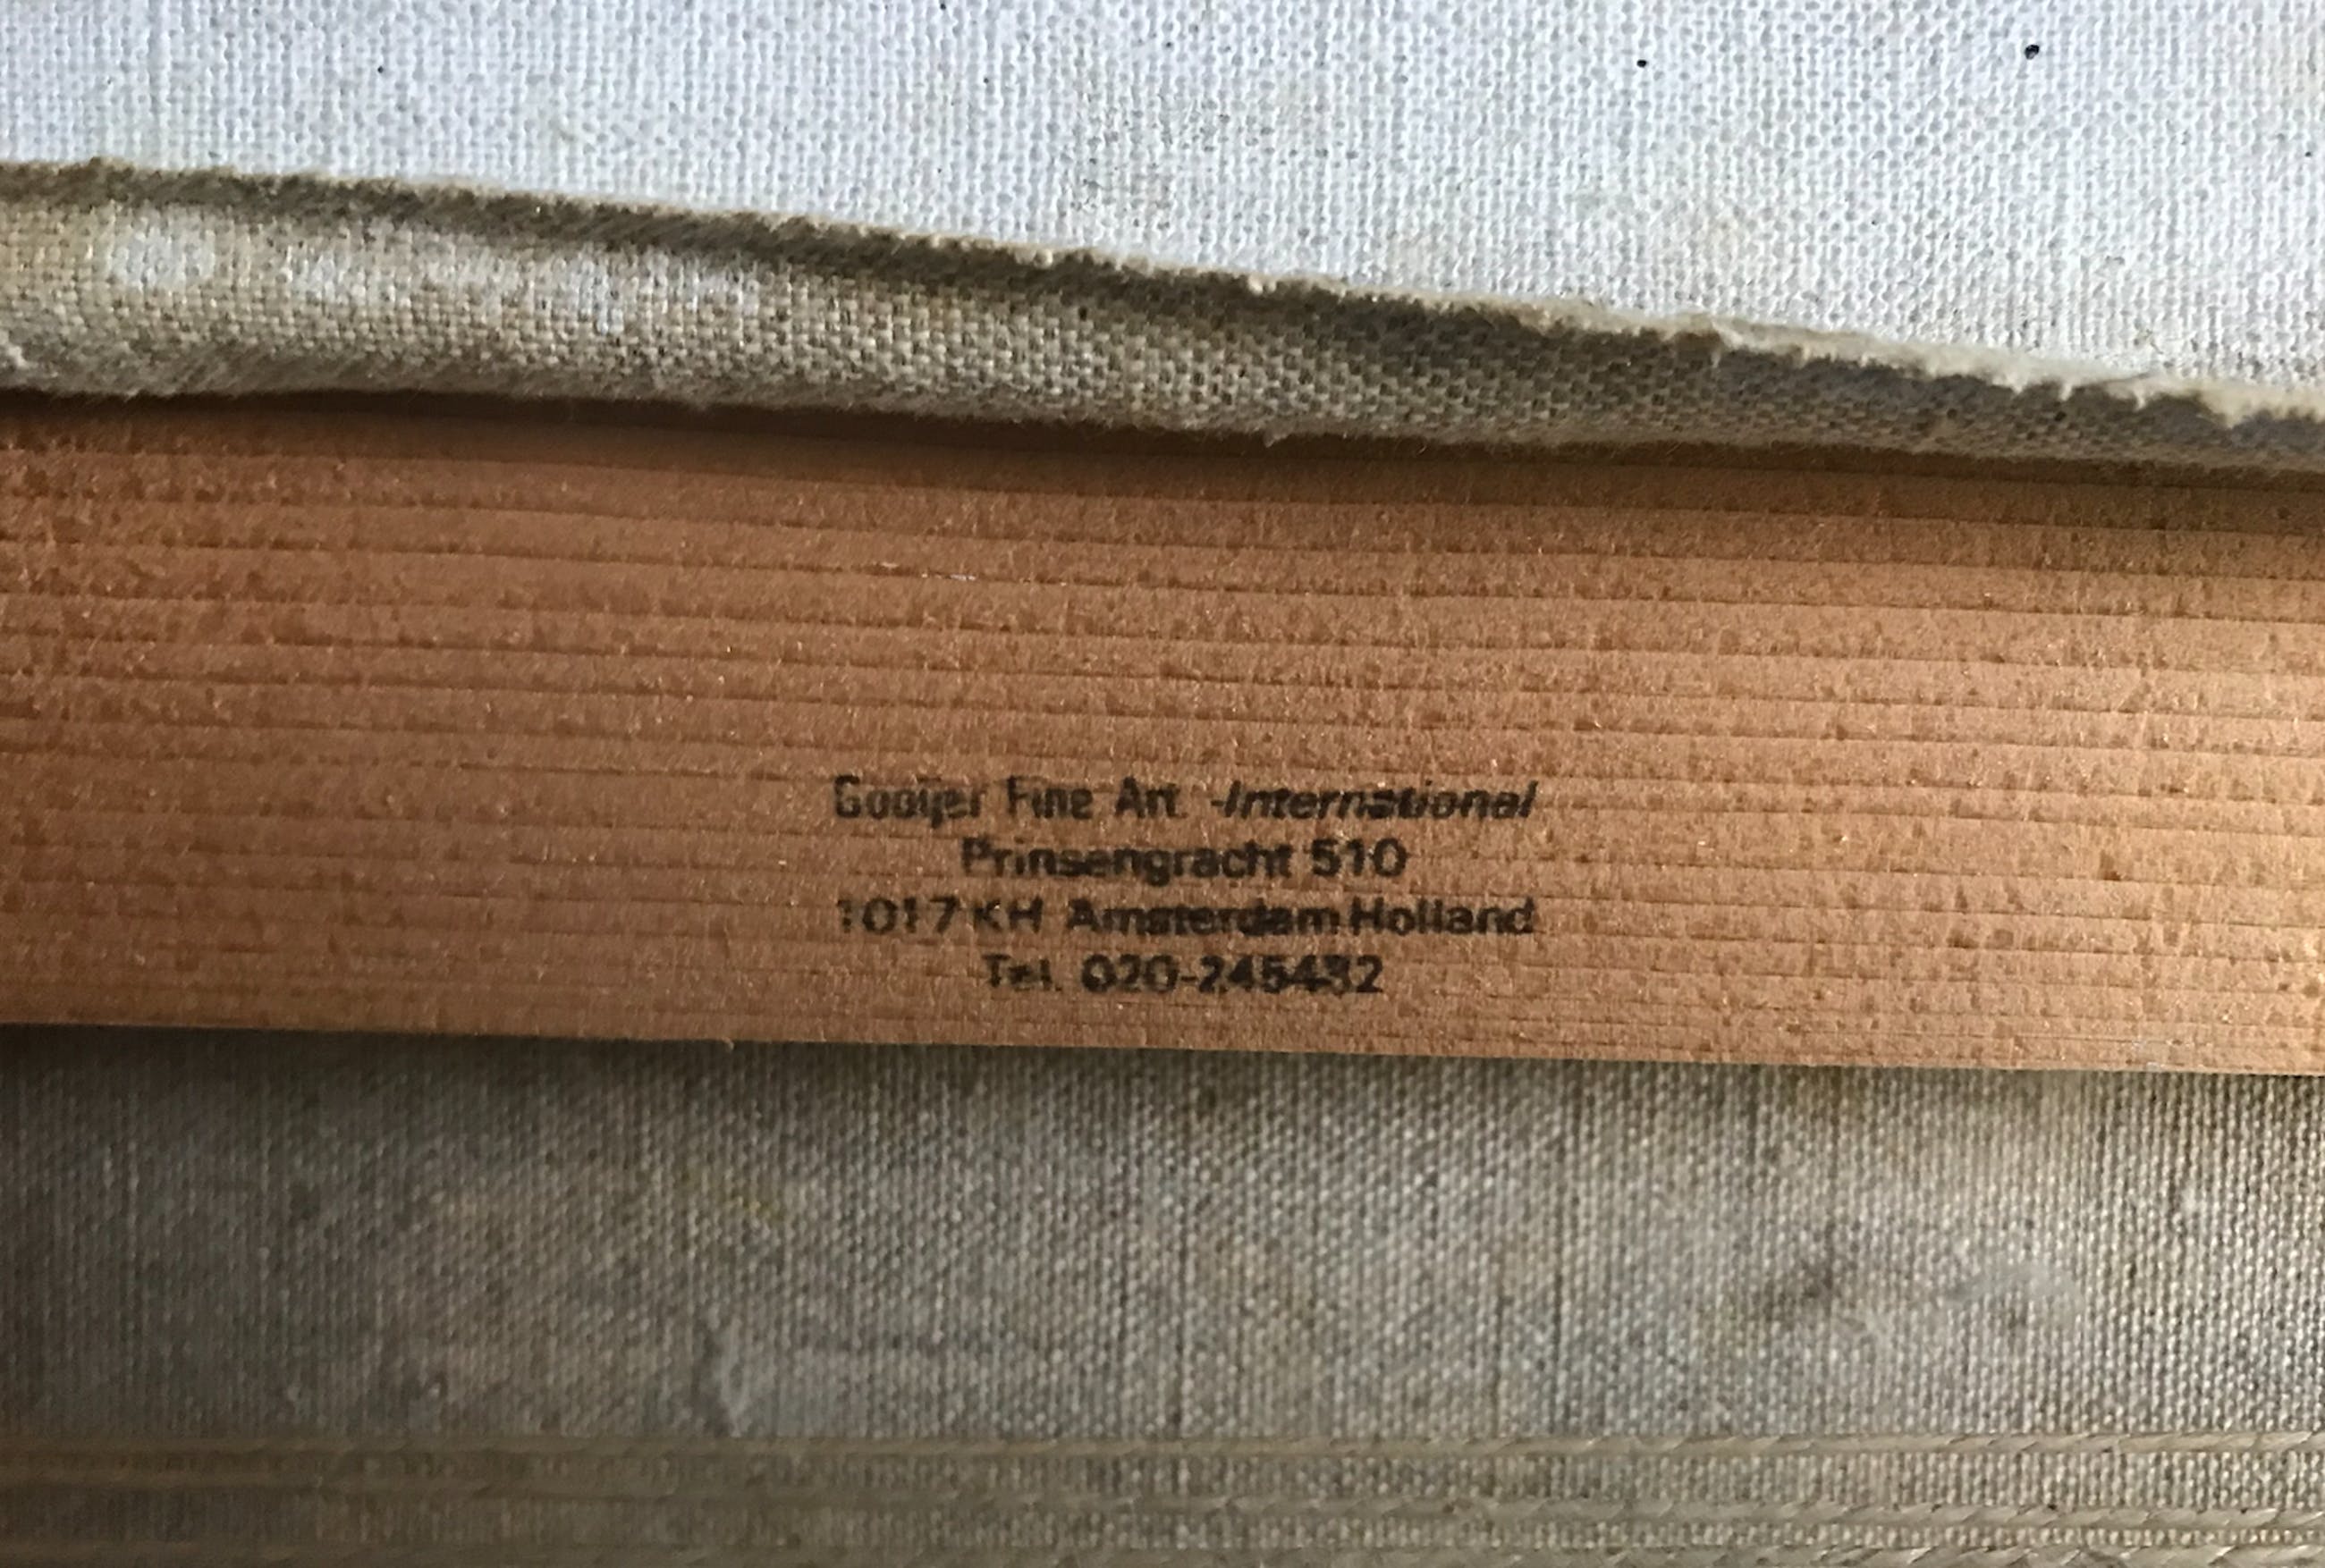 Gooijer Fine Art -International
Prinsengracht 510
1017 KH Amsterdam Holland
Tel. 020-245432